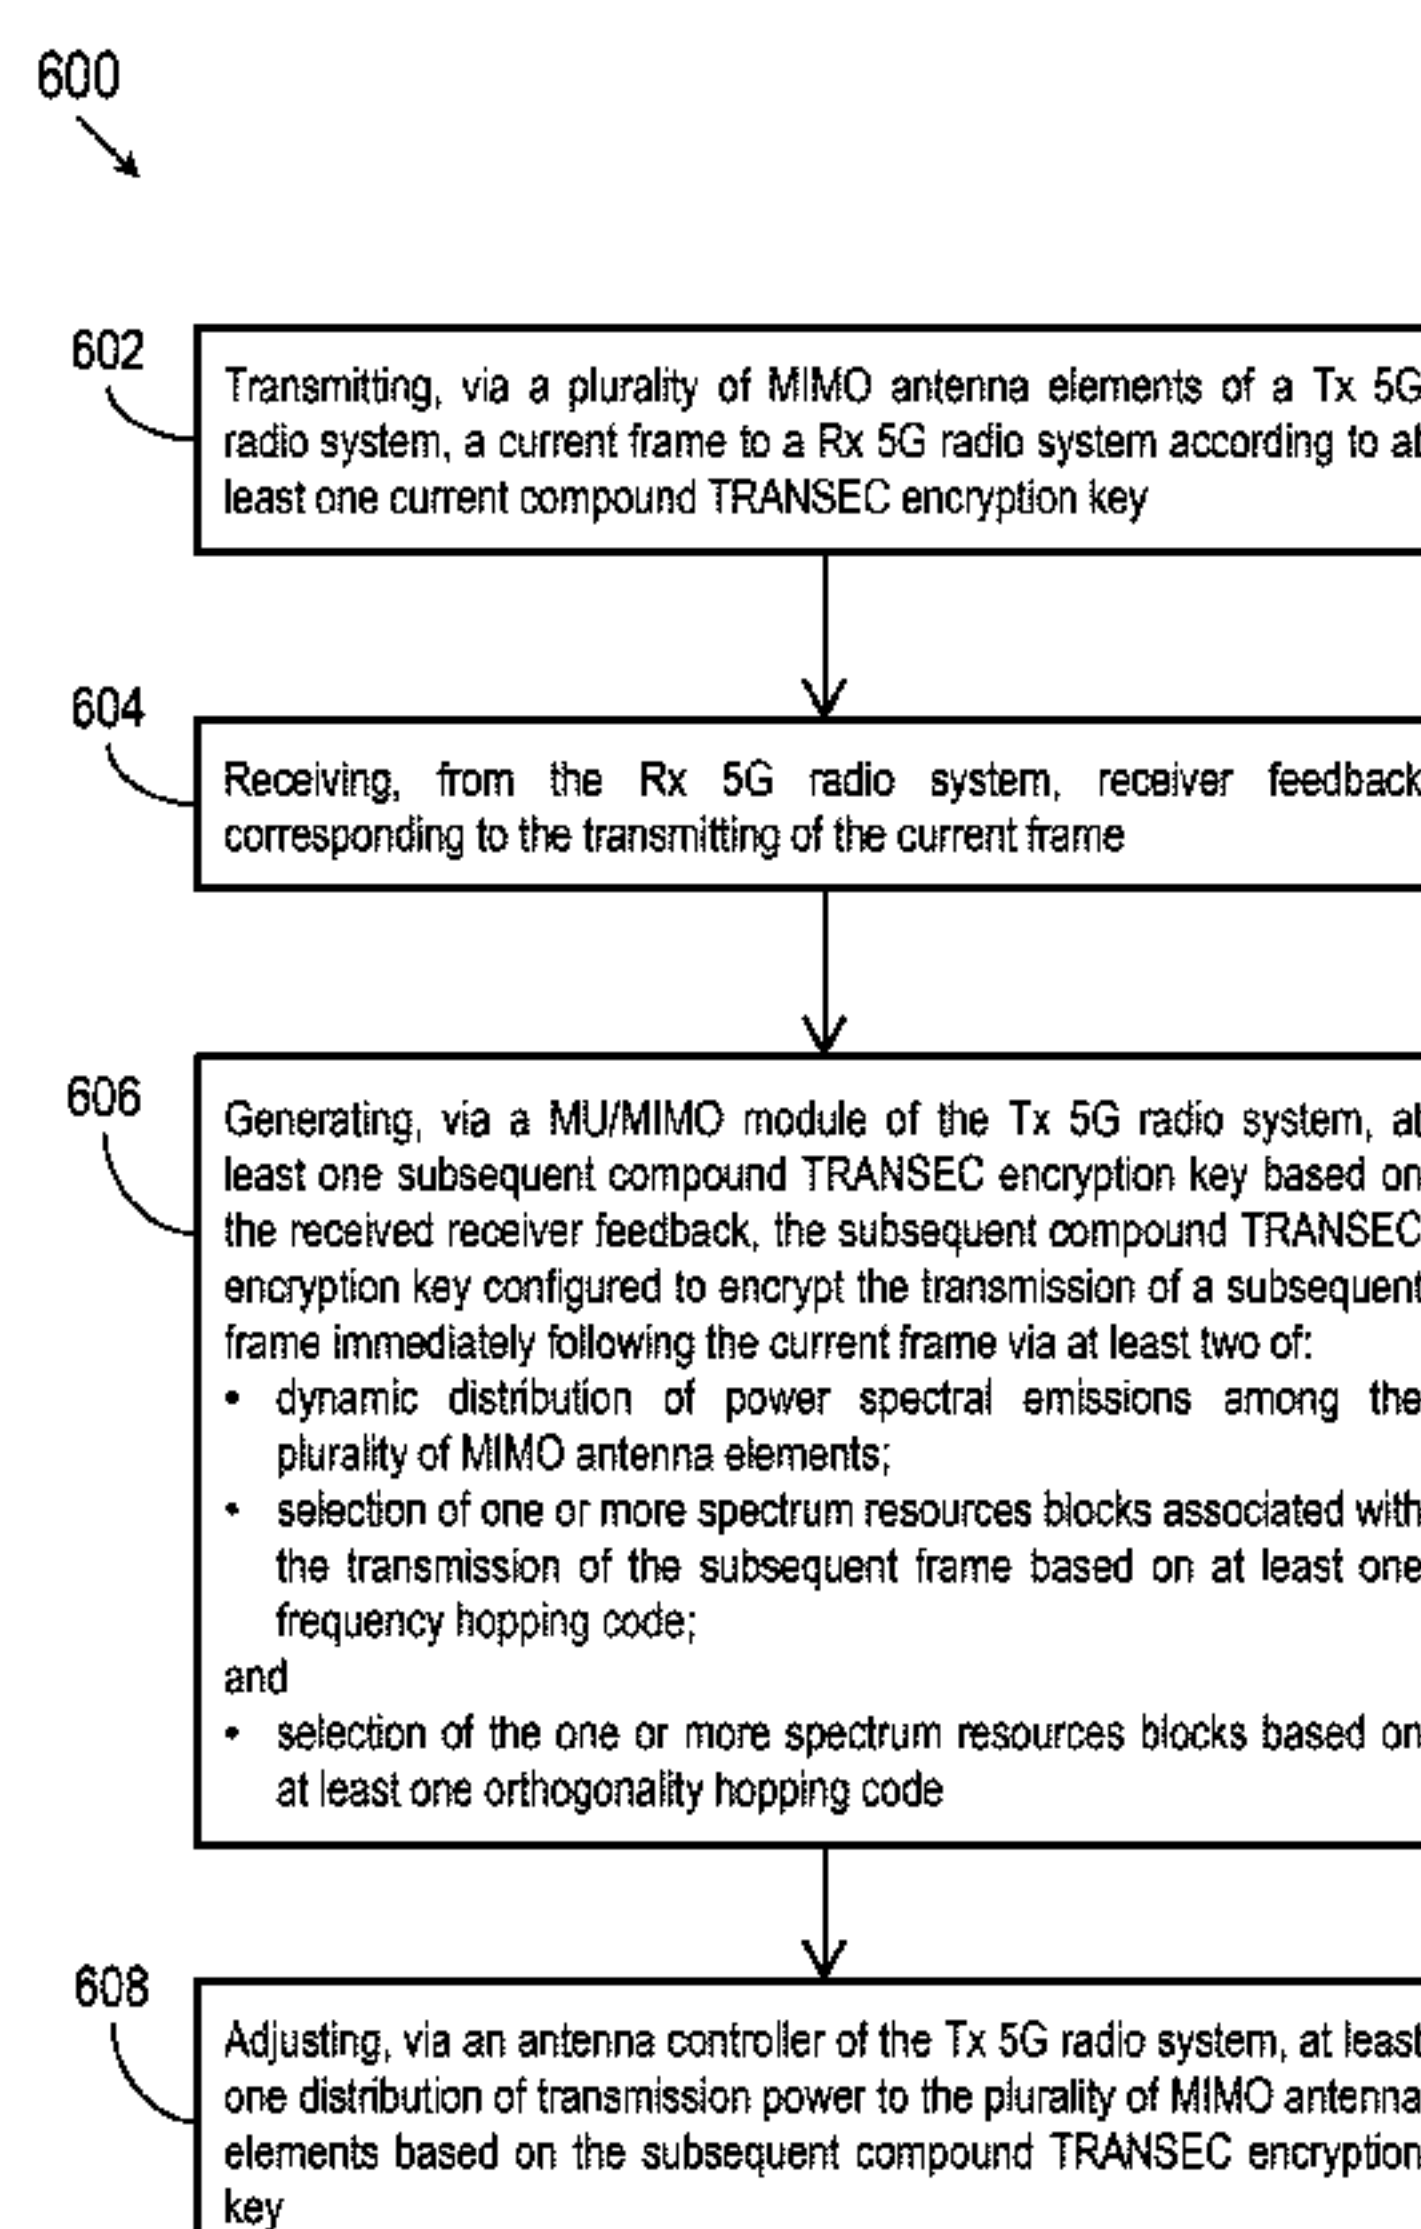 600
602
Transmitting, via a plurality of MIMO antenna elements of a Tx 5G
radio system, a current frame to a Rx 5G radio system according to at
least one current compound TRANSEC encryption key
604
Receiving, from the Rx 5G radio system, receiver feedback
corresponding to the transmitting of the current frame
606
Generating, via a MU/MIMO module of the Tx 5G radio system, at
least one subsequent compound TRANSEC encryption key based on
the received receiver feedback, the subsequent compound TRANSEC
encryption key configured to encrypt the transmission of a subsequent
frame immediately following the current frame via at least two of:
• dynamic distribution of power spectral emissions among the
plurality of MIMO antenna elements;
• selection of one or more spectrum resources blocks associated with
the transmission of the subsequent frame based on at least one
frequency hopping code;
and
• selection of the one or more spectrum resources blocks based on
at least one orthogonality hopping code
608
Adjusting, via an antenna controller of the Tx 5G radio system, at least
one distribution of transmission power to the plurality of MIMO antenna
elements based on the subsequent compound TRANSEC encryption
key